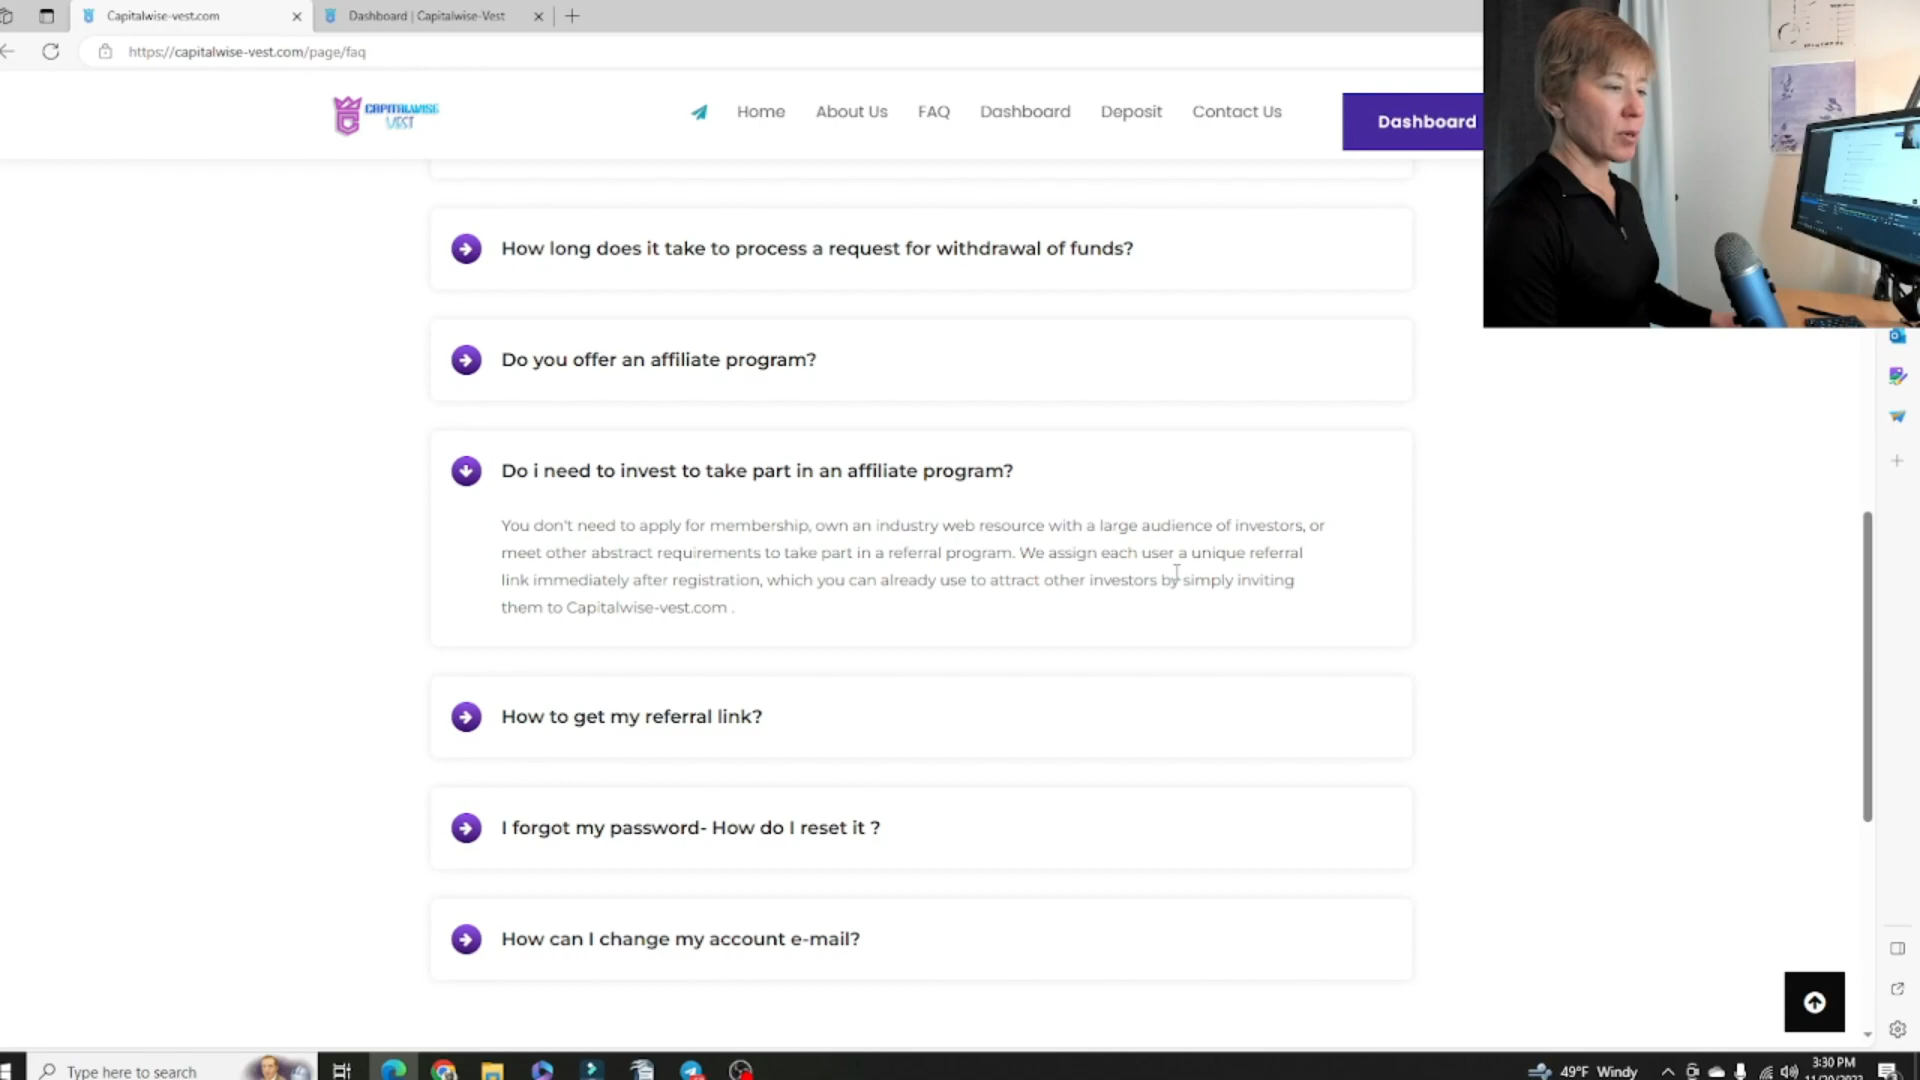 Capitalwise-vest.com
Dashboard | Capitalwise-Vest
https://capitalwise-vest.com/page/faq
CAPITALWISE
VEST
Home
About Us
FAQ
Dashboard
Deposit
Contact Us
Dashboard
How long does it take to process a request for withdrawal of funds?
Do you offer an affiliate program?
Do i need to invest to take part in an affiliate program?
You don't need to apply for membership, own an industry web resource with a large audience of investors, or
meet other abstract requirements to take part in a referral program. We assign each user a unique referral
link immediately after registration, which you can already use to attract other investors by simply inviting
them to Capitalwise-vest.com .
How to get my referral link?
I forgot my password- How do I reset it ?
How can I change my account e-mail?
Type here to search
49°F Windy
3:30 PM